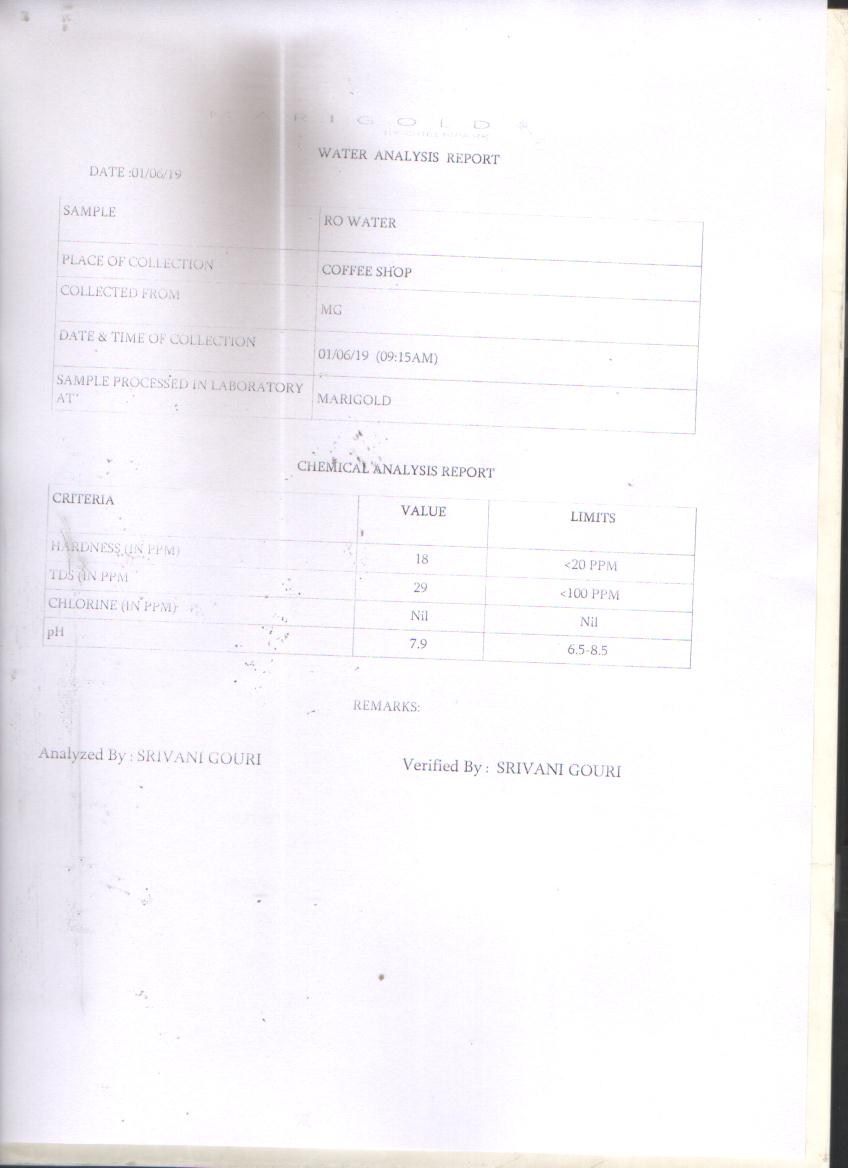 MARIGOLD
BY GREENPARK
WATER ANALYSIS REPORT
DATE :01/06/19
SAMPLE RO WATER
PLACE OF COLLECTION COFFEE SHOP
COLLECTED FROM MG
DATE & TIME OF COLLECTION 01/06/19 (09:15AM)
SAMPLE PROCESSED IN LABORATORY
AT MARIGOLD
CHEMICAL ANALYSIS REPORT
CRITERIA VALUE LIMITS
HARDNESS (IN PPM) 18 <20 PPM
TDS (IN PPM 29 <100 PPM
CHLORINE (IN PPM) Nil Nil
pH 7.9 6.5-8.5
REMARKS:
Analyzed By : SRIVANI GOURI Verified By : SRIVANI GOURI